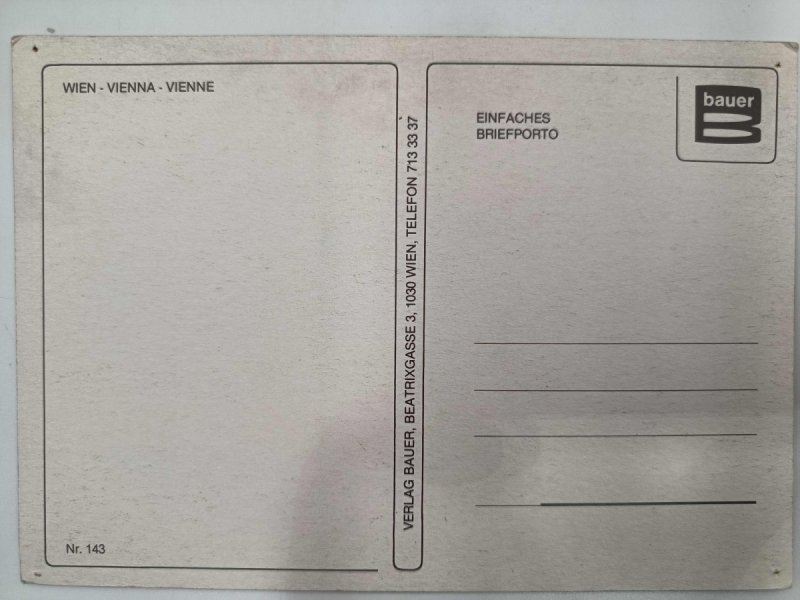 WIEN - VIENNA - VIENNE
Nr. 143
VERLAG BAUER, BEATRIXGASSE 3, 1030 WIEN, TELEFON 713 33 37
EINFACHES
BRIEFPORTO
bauer
B